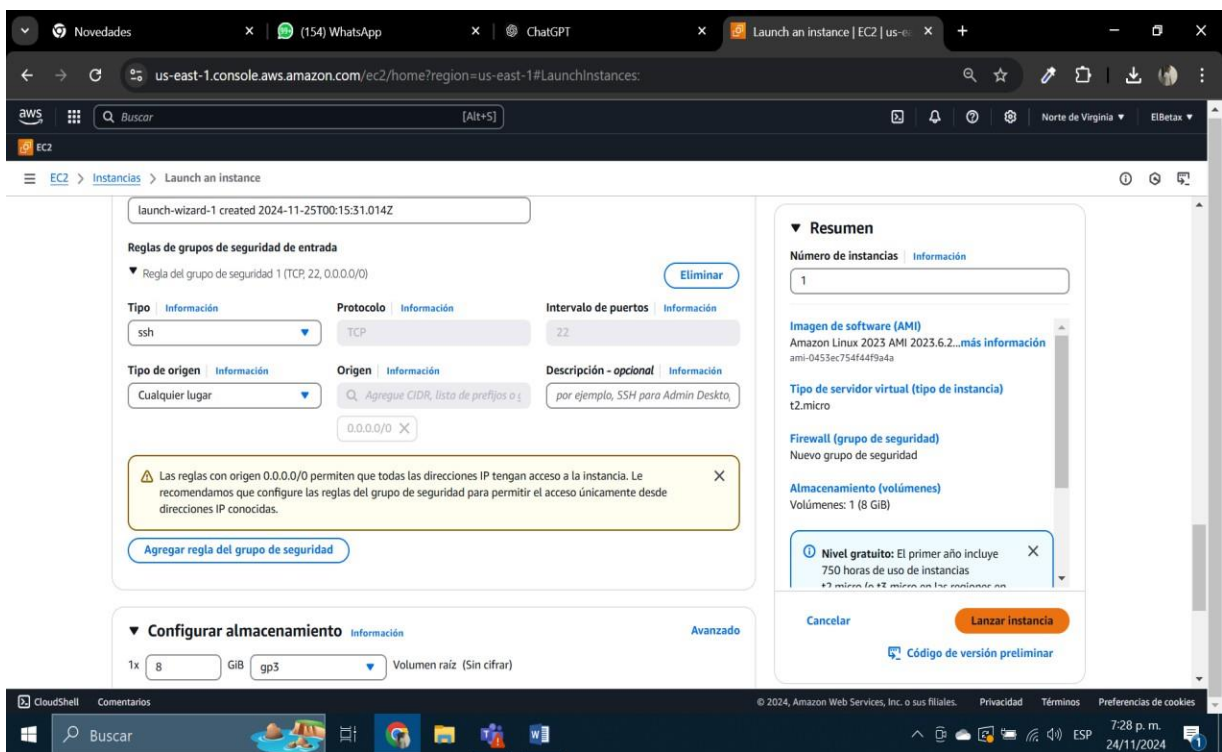 Novedades
(154) WhatsApp
ChatGPT
Launch an instance | EC2 | us-ea
us-east-1.console.aws.amazon.com/ec2/home?region=us-east-1#LaunchInstances:
aws
Buscar
[Alt+S]
Norte de Virginia
ElBetax
EC2
EC2 > Instancias > Launch an instance
launch-wizard-1 created 2024-11-25T00:15:31.014Z
Reglas de grupos de seguridad de entrada
Regla del grupo de seguridad 1 (TCP, 22, 0.0.0.0/0)
Eliminar
Tipo Información
Protocolo Información
Intervalo de puertos Información
ssh
TCP
22
Tipo de origen Información
Origen Información
Descripción - opcional Información
Cualquier lugar
Agregue CIDR, lista de prefijos o g
por ejemplo, SSH para Admin Deskto,
0.0.0.0/0
Las reglas con origen 0.0.0.0/0 permiten que todas las direcciones IP tengan acceso a la instancia. Le
recomendamos que configure las reglas del grupo de seguridad para permitir el acceso únicamente desde
direcciones IP conocidas.
Agregar regla del grupo de seguridad
Configurar almacenamiento Información
Avanzado
1x 8 GiB gp3 Volumen raíz (Sin cifrar)
Resumen
Número de instancias Información
1
Imagen de software (AMI)
Amazon Linux 2023 AMI 2023.6.2...más información
ami-0453ec754f44f9a4a
Tipo de servidor virtual (tipo de instancia)
t2.micro
Firewall (grupo de seguridad)
Nuevo grupo de seguridad
Almacenamiento (volúmenes)
Volúmenes: 1 (8 GiB)
Nivel gratuito: El primer año incluye
750 horas de uso de instancias
t2.micro (o t3.micro en las regiones en
Cancelar
Lanzar instancia
Código de versión preliminar
CloudShell
Comentarios
© 2024, Amazon Web Services, Inc. o sus filiales.
Privacidad
Términos
Preferencias de cookies
Buscar
ESP
7:28 p. m.
24/11/2024